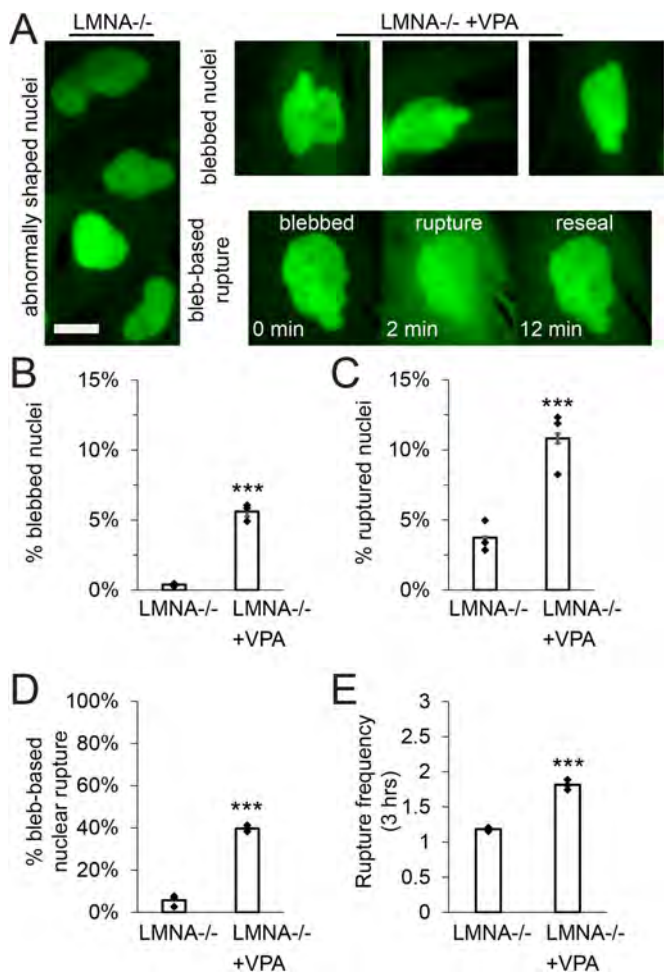 A
LMNA-/-
LMNA-/- +VPA
abnormally shaped nuclei
blebbed nuclei
bleb-based
rupture
blebbed
rupture
reseal
0 min
2 min
12 min
B
% blebbed nuclei
15%
10%
5%
0%
***
LMNA-/-
LMNA-/-
+VPA
C
% ruptured nuclei
15%
10%
5%
0%
***
LMNA-/-
LMNA-/-
+VPA
D
% bleb-based
nuclear rupture
100%
80%
60%
40%
20%
0%
***
LMNA-/-
LMNA-/-
+VPA
E
Rupture frequency
(3 hrs)
3
2.5
2
1.5
1
0.5
0
***
LMNA-/-
LMNA-/-
+VPA